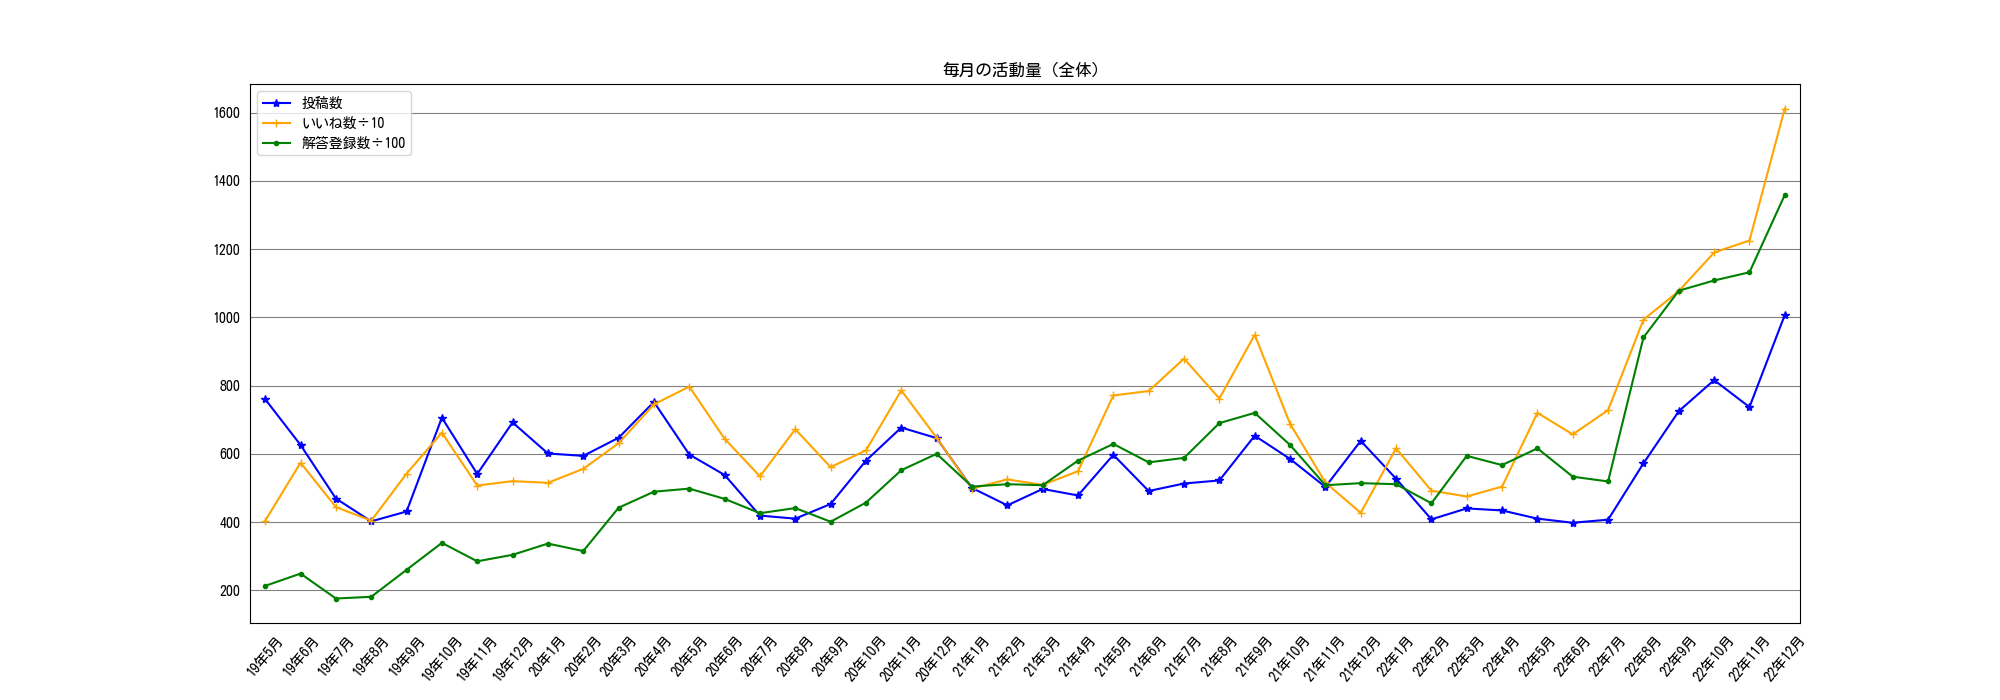 毎月の活動量（全体）
投稿数
いいね数÷10
解答登録数÷100
1600
1400
1200
1000
800
600
400
200
19年5月
19年6月
19年7月
19年8月
19年9月
19年10月
19年11月
19年12月
20年1月
20年2月
20年3月
20年4月
20年5月
20年6月
20年7月
20年8月
20年9月
20年10月
20年11月
20年12月
21年1月
21年2月
21年3月
21年4月
21年5月
21年6月
21年7月
21年8月
21年9月
21年10月
21年11月
21年12月
22年1月
22年2月
22年3月
22年4月
22年5月
22年6月
22年7月
22年8月
22年9月
22年10月
22年11月
22年12月